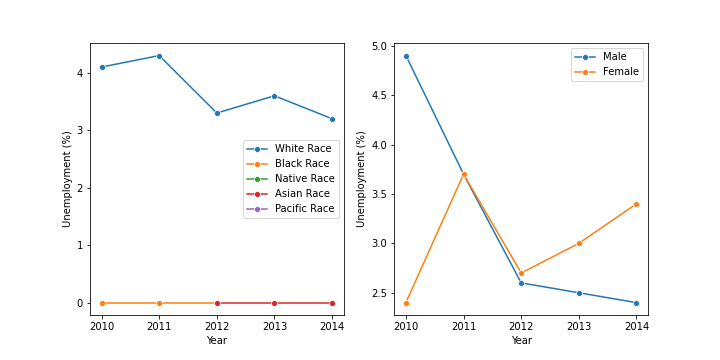 Unemployment (%)
4
3
2
1
0
2010 2011 2012 2013 2014
Year
White Race
Black Race
Native Race
Asian Race
Pacific Race
Unemployment (%)
5.0
4.5
4.0
3.5
3.0
2.5
2010 2011 2012 2013 2014
Year
Male
Female